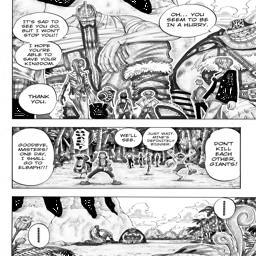 OH... YOU
SEEM TO BE
IN A HURRY.
IT'S SAD TO
SEE YOU GO,
BUT I WON'T
STOP YOU!!
I HOPE
YOU'RE
ABLE TO
SAVE YOUR
KINGDOM.
THANK
YOU.
DON'T
KILL
EACH
OTHER,
GIANTS!
JUST WAIT.
MINE'S
DEFINITELY
BIGGER.
WE'LL
SEE.
GOODBYE,
MASTERS!
ONE DAY,
I SHALL
GO TO
ELBAPH!!!